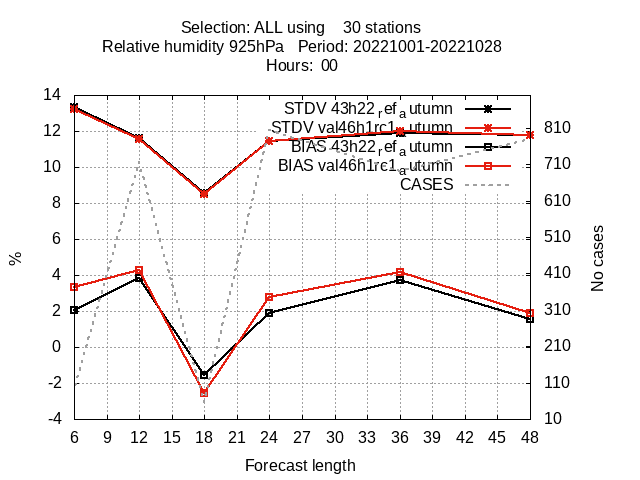 Selection: ALL using    30 stations
Relative humidity 925hPa   Period: 20221001-20221028
Hours:  00
14
12
10
8
6
4
2
0
-2
-4
%
STDV 43h22_ref_autumn
STDV val46h1rc1_autumn
BIAS 43h22_ref_autumn
BIAS val46h1rc1_autumn
CASES
810
710
610
510
410
310
210
110
10
No cases
6 9 12 15 18 21 24 27 30 33 36 39 42 45 48
Forecast length